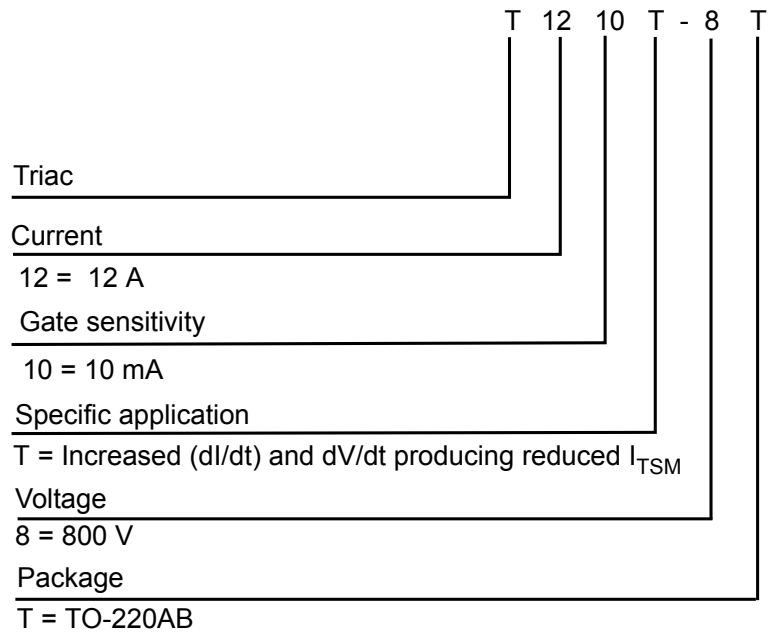 T 12 10 T - 8 T
Triac
Current
12 = 12 A
Gate sensitivity
10 = 10 mA
Specific application
T = Increased (dI/dt) and dV/dt producing reduced ITSM
Voltage
8 = 800 V
Package
T = TO-220AB